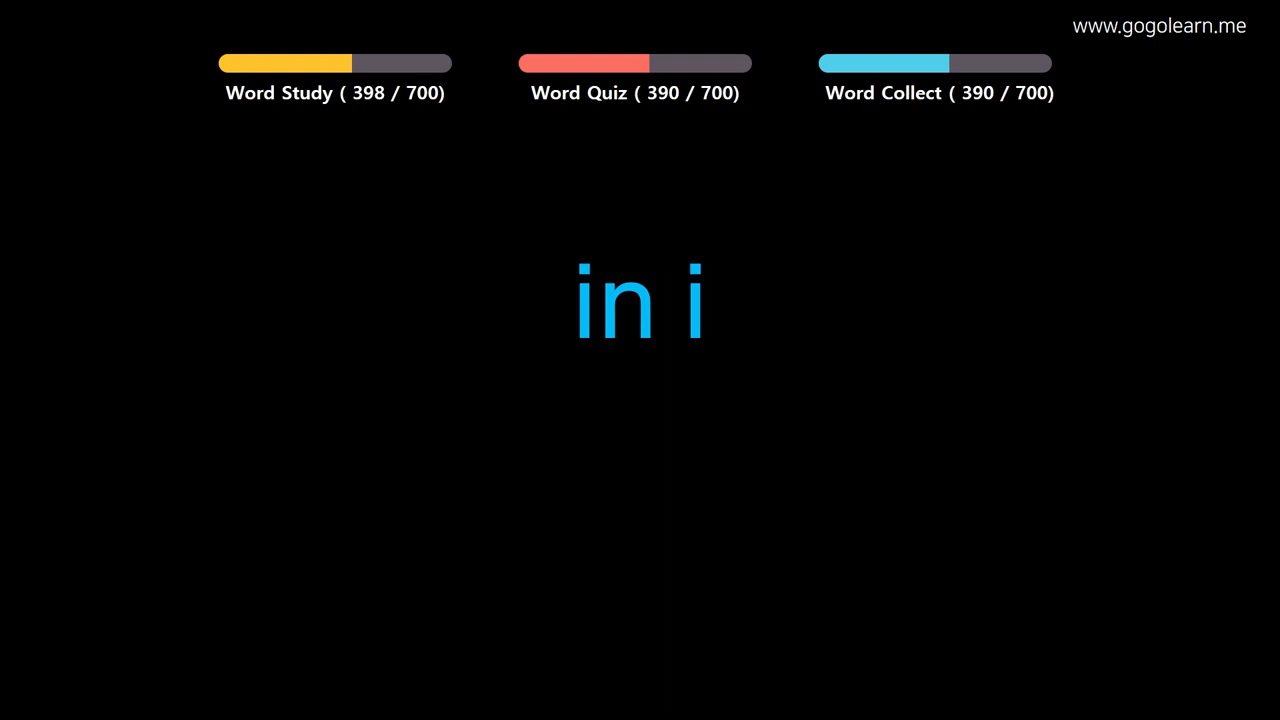 www.gogolearn.me
Word Study ( 398 / 700)
Word Quiz ( 390 / 700)
Word Collect ( 390 / 700)
in i